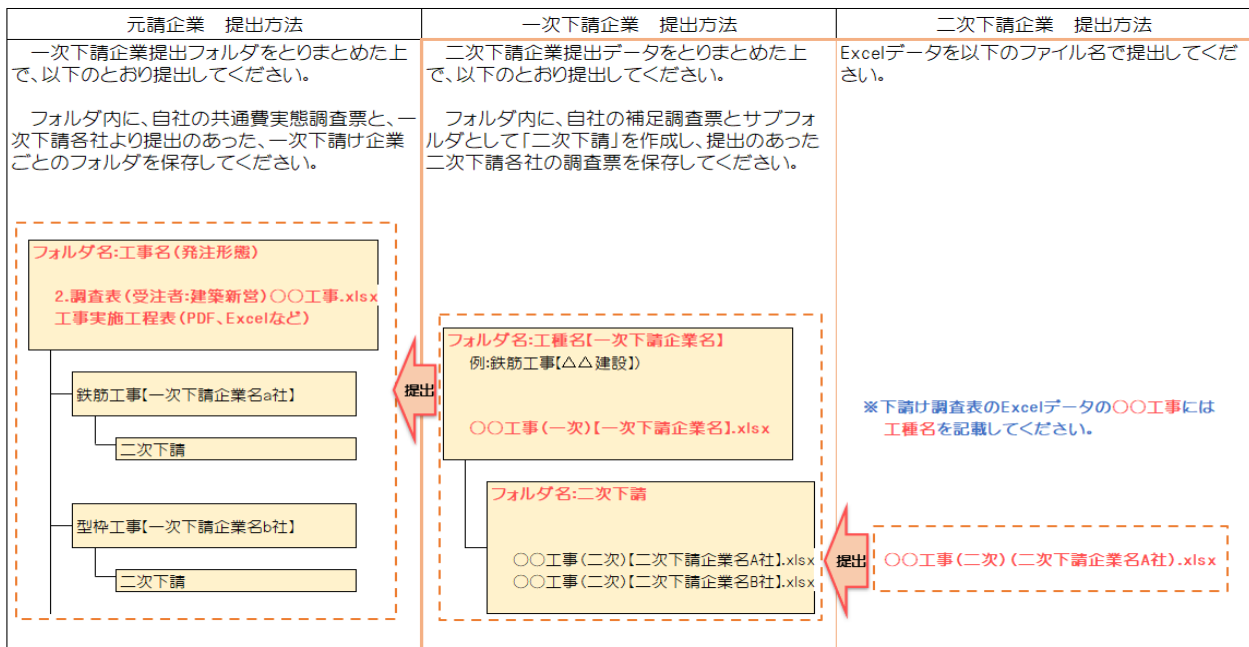 元請企業　提出方法
一次下請企業提出フォルダをとりまとめた上
で、以下のとおり提出してください。
フォルダ内に、自社の共通費実態調査票と、一
次下請各社より提出のあった、一次下請け企業
ごとのフォルダを保存してください。
フォルダ名:工事名(発注形態)
2.調査表(受注者:建築新営)〇〇工事.xlsx
工事実施工程表(PDF、Excelなど)
鉄筋工事【一次下請企業名a社】
二次下請
型枠工事【一次下請企業名b社】
二次下請
提出
一次下請企業　提出方法
二次下請企業提出データをとりまとめた上
で、以下のとおり提出してください。
フォルダ内に、自社の補足調査票とサブフォ
ルダとして「二次下請」を作成し、提出のあった
二次下請各社の調査票を保存してください。
フォルダ名:工種名【一次下請企業名】
例:鉄筋工事【△△建設】)
〇〇工事(一次)【一次下請企業名】.xlsx
フォルダ名:二次下請
〇〇工事(二次)【二次下請企業名A社】.xlsx
〇〇工事(二次)【二次下請企業名B社】.xlsx
提出
二次下請企業　提出方法
Excelデータを以下のファイル名で提出してくだ
さい。
※下請け調査表のExcelデータの〇〇工事には
工種名を記載してください。
〇〇工事(二次)(二次下請企業名A社).xlsx